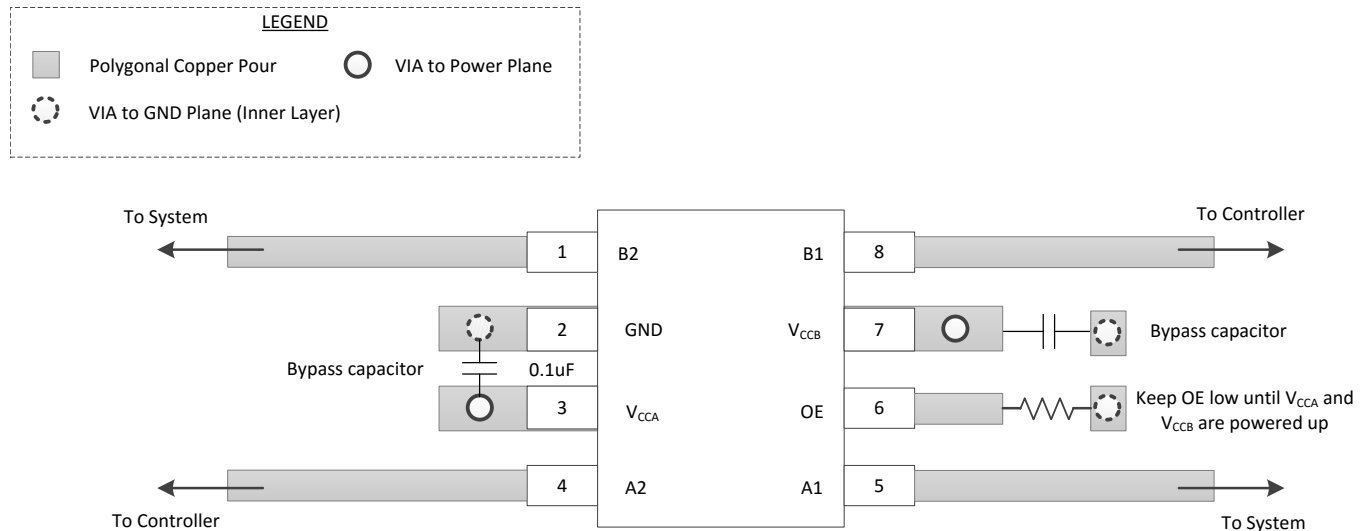 LEGEND
Polygonal Copper Pour
VIA to Power Plane
VIA to GND Plane (Inner Layer)
To System
To Controller
1
B2
B1
8
2
GND
VCCB
7
Bypass capacitor
Bypass capacitor
0.1uF
3
VCCA
OE
6
Keep OE low until VCCA and
VCCB are powered up
4
A2
A1
5
To Controller
To System